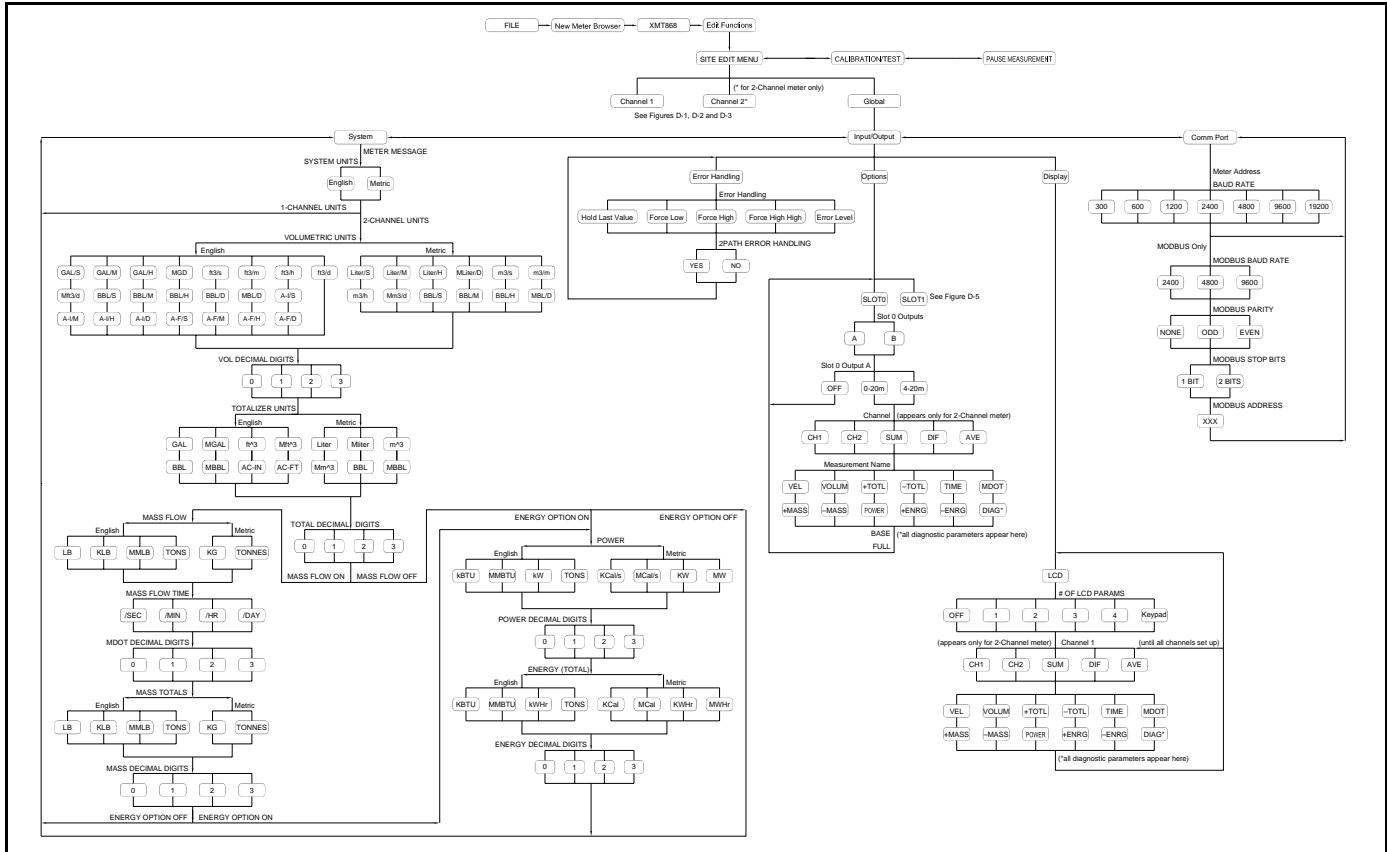 FILE New Meter Browser XMT868 Edit Functions
SITE EDIT MENU CALIBRATION/TEST PAUSE MEASUREMENT
(* for 2-Channel meter only)
Channel 1 Channel 2* Global
See Figures D-1, D-2 and D-3
System Input/Output Comm Port
METER MESSAGE
SYSTEM UNITS
English Metric
1-CHANNEL UNITS
2-CHANNEL UNITS
VOLUMETRIC UNITS
English Metric
GAL/S GAL/M GAL/H MGD ft3/s ft3/m ft3/h ft3/d
Mft3/d BBL/S BBL/M BBL/H BBL/D MBL/D A-I/S
A-I/M A-I/H A-I/D A-F/S A-F/M A-F/H A-F/D
Liter/S Liter/M Liter/H MLiter/D m3/s m3/m
m3/h Mm3/d BBL/S BBL/M BBL/H MBL/D
VOL DECIMAL DIGITS
0 1 2 3
TOTALIZER UNITS
English Metric
GAL MGAL ft^3 Mft^3 Liter Mliter m^3
BBL MBBL AC-IN AC-FT Mm^3 BBL MBBL
TOTAL DECIMAL DIGITS
0 1 2 3
MASS FLOW ON MASS FLOW OFF
MASS FLOW
English Metric
LB KLB MMLB TONS KG TONNES
MASS FLOW TIME
/SEC /MIN /HR /DAY
MDOT DECIMAL DIGITS
0 1 2 3
MASS TOTALS
English Metric
LB KLB MMLB TONS KG TONNES
MASS DECIMAL DIGITS
0 1 2 3
ENERGY OPTION OFF ENERGY OPTION ON
ENERGY OPTION ON ENERGY OPTION OFF
POWER
English Metric
kBTU MMBTU kW TONS KCal/s MCal/s KW MW
POWER DECIMAL DIGITS
0 1 2 3
ENERGY (TOTAL)
English Metric
KBTU MMBTU kWHr TONS KCal MCal KWHr MWHr
ENERGY DECIMAL DIGITS
0 1 2 3
Error Handling Options Display
Error Handling
Hold Last Value Force Low Force High Force High High Error Level
2PATH ERROR HANDLING
YES NO
SLOT0 SLOT1 See Figure D-5
Slot 0 Outputs
A B
Slot 0 Output A
OFF 0-20m 4-20m
Channel (appears only for 2-Channel meter)
CH1 CH2 SUM DIF AVE
Measurement Name
VEL VOLUM +TOTL –TOTL TIME MDOT
+MASS –MASS POWER +ENRG –ENRG DIAG*
BASE (*all diagnostic parameters appear here)
FULL
LCD
# OF LCD PARAMS
OFF 1 2 3 4 Keypad
(appears only for 2-Channel meter) Channel 1 (until all channels set up)
CH1 CH2 SUM DIF AVE
VEL VOLUM +TOTL –TOTL TIME MDOT
+MASS –MASS POWER +ENRG –ENRG DIAG*
(*all diagnostic parameters appear here)
Meter Address
BAUD RATE
300 600 1200 2400 4800 9600 19200
MODBUS Only
MODBUS BAUD RATE
2400 4800 9600
MODBUS PARITY
NONE ODD EVEN
MODBUS STOP BITS
1 BIT 2 BITS
MODBUS ADDRESS
XXX